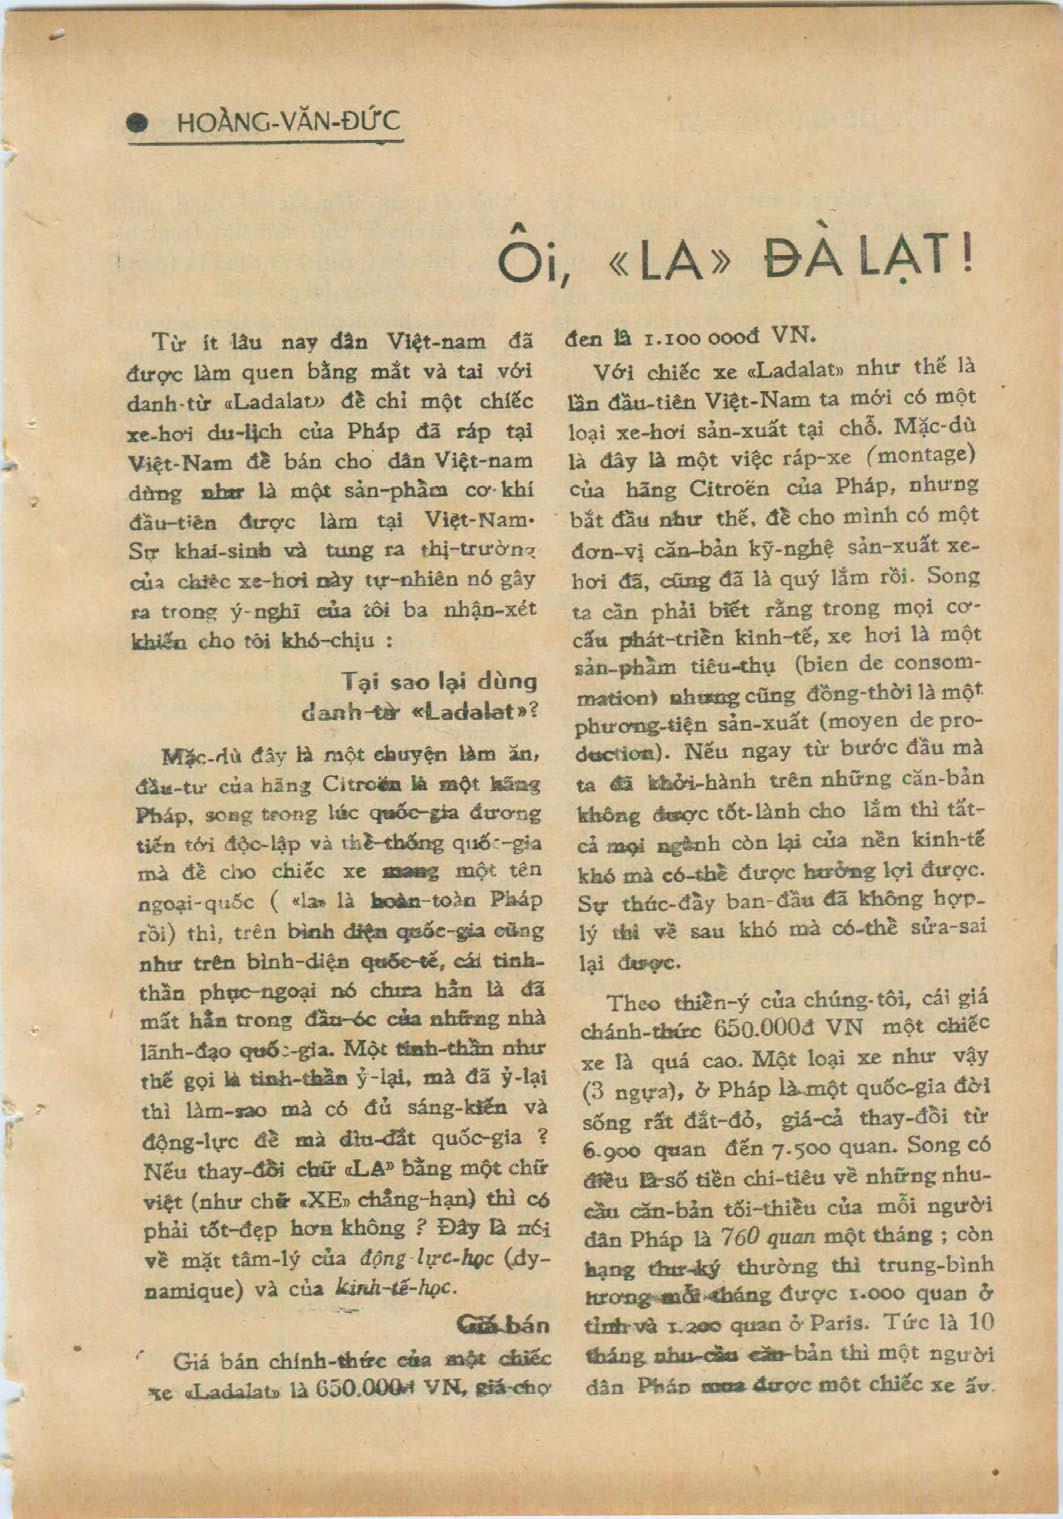 ● HOÀNG-VĂN-ĐỨC
Ôi, «LA» ĐÀ LẠT!
Từ ít lâu nay dân Việt-nam đã
được làm quen bằng mắt và tai với
danh-từ «Ladalat» để chỉ một chiếc
xe-hơi du-lịch của Pháp đã ráp tại
Việt-Nam để bán cho dân Việt-nam
dùng như là một sản-phẩm cơ-khí
đầu-tiên được làm tại Việt-Nam.
Sự khai-sinh và tung ra thị-trường
của chiếc xe-hơi này tự-nhiên nó gây
ra trong ý-nghĩ của tôi ba nhận-xét
khiến cho tôi khó-chịu :
Tại sao lại dùng
danh-từ «Ladalat»?
Mặc-dù đây là một chuyện làm ăn,
đầu-tư của hãng Citroën là một hãng
Pháp, song trong lúc quốc-gia đương
tiến tới độc-lập và thể-thống quốc-gia
mà để cho chiếc xe mang một tên
ngoại-quốc ( «la» là hoàn-toàn Pháp
rồi) thì, trên bình diện quốc-gia cũng
như trên bình-diện quốc-tế, cái tinh-
thần phục-ngoại nó chưa hẳn là đã
mất hẳn trong đầu-óc của những nhà
lãnh-đạo quốc-gia. Một tinh-thần như
thế gọi là tinh-thần ỷ-lại, mà đã ỷ-lại
thì làm-sao mà có đủ sáng-kiến và
động-lực để mà dìu-dắt quốc-gia ?
Nếu thay-đổi chữ «LA» bằng một chữ
việt (như chữ «XE» chẳng-hạn) thì có
phải tốt-đẹp hơn không ? Đây là nói
về mặt tâm-lý của động-lực-học (dy-
namique) và của kinh-tế-học.
Giá bán
Giá bán chính-thức của một chiếc
xe «Ladalat» là 650.000đ VN, giá chợ
đen là 1.100 000đ VN.
Với chiếc xe «Ladalat» như thế là
lần đầu-tiên Việt-Nam ta mới có một
loại xe-hơi sản-xuất tại chỗ. Mặc-dù
là đây là một việc ráp-xe (montage)
của hãng Citroën của Pháp, nhưng
bắt đầu như thế, để cho mình có một
đơn-vị căn-bản kỹ-nghệ sản-xuất xe-
hơi đã, cũng đã là quý lắm rồi. Song
ta cần phải biết rằng trong mọi cơ-
cấu phát-triển kinh-tế, xe hơi là một
sản-phẩm tiêu-thụ (bien de consom-
mation) nhưng cũng đồng-thời là một
phương-tiện sản-xuất (moyen de pro-
duction). Nếu ngay từ bước đầu mà
ta đã khởi-hành trên những căn-bản
không được tốt-lành cho lắm thì tất-
cả mọi ngành còn lại của nền kinh-tế
khó mà có-thể được hưởng lợi được.
Sự thúc-đẩy ban-đầu đã không hợp-
lý thì về sau khó mà có-thể sửa-sai
lại được.
Theo thiển-ý của chúng-tôi, cái giá
chánh-thức 650.000đ VN một chiếc
xe là quá cao. Một loại xe như vậy
(3 ngựa), ở Pháp là một quốc-gia đời
sống rất đắt-đỏ, giá-cả thay-đổi từ
6.900 quan đến 7.500 quan. Song có
điều là số tiền chi-tiêu về những nhu-
cầu căn-bản tối-thiểu của mỗi người
dân Pháp là 760 quan một tháng ; còn
hạng thư-ký thường thì trung-bình
lương mỗi tháng được 1.000 quan ở
tỉnh và 1.200 quan ở Paris. Tức là 10
tháng nhu-cầu căn-bản thì một người
dân Pháp mua được một chiếc xe ấy.